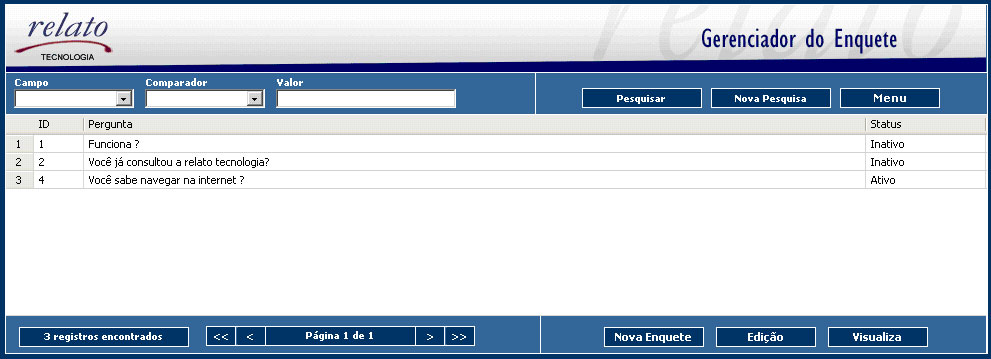 relato
TECNOLOGIA
Gerenciador do Enquete
Campo Comparador Valor
Pesquisar Nova Pesquisa Menu
ID Pergunta Status
1 1 Funciona ? Inativo
2 2 Você já consultou a relato tecnologia? Inativo
3 4 Você sabe navegar na internet ? Ativo
3 registros encontrados << < Página 1 de 1 > >> Nova Enquete Edição Visualiza